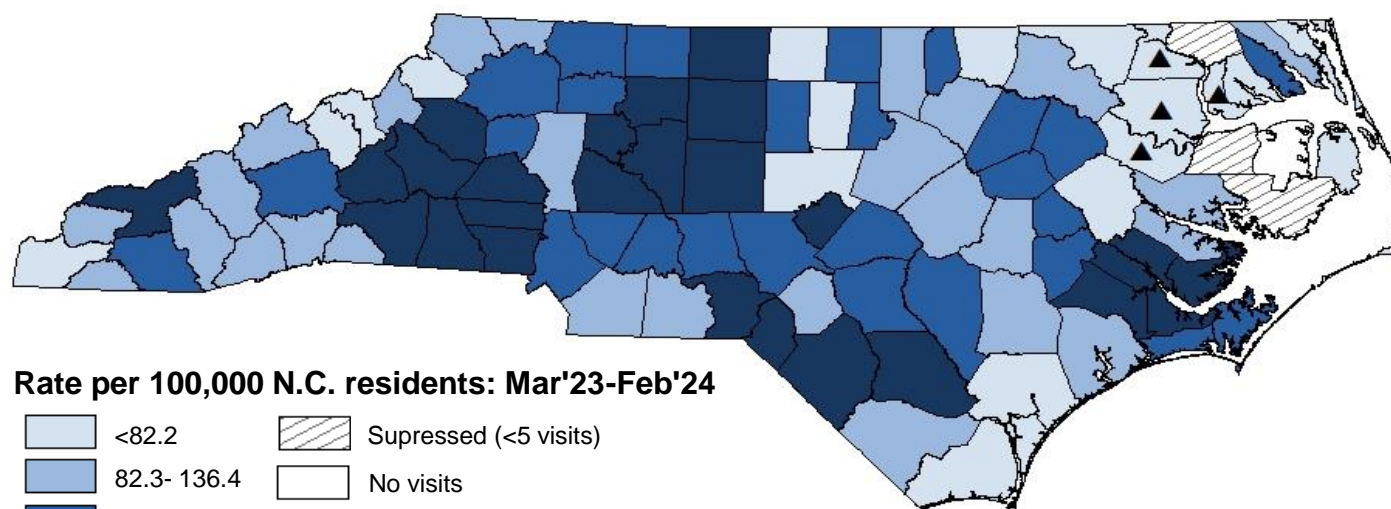 Rate per 100,000 N.C. residents: Mar'23-Feb'24
<82.2
Supressed (<5 visits)
82.3- 136.4
No visits